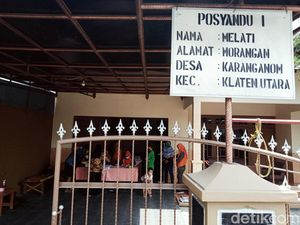 POSYANDU I
NAMA : MELATI
ALAMAT : MORANGAN
DESA : KARANGANOM
KEC. : KLATEN UTARA
detikcom